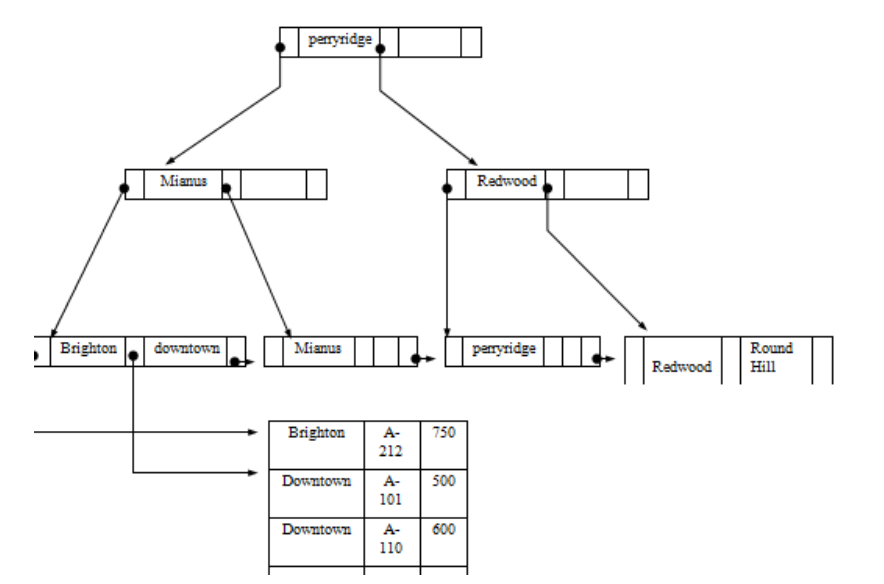 perryridge
Mianus
Redwood
Brighton
downtown
Mianus
perryridge
Redwood
Round
Hill
Brighton
A-
212
750
Downtown
A-
101
500
Downtown
A-
110
600